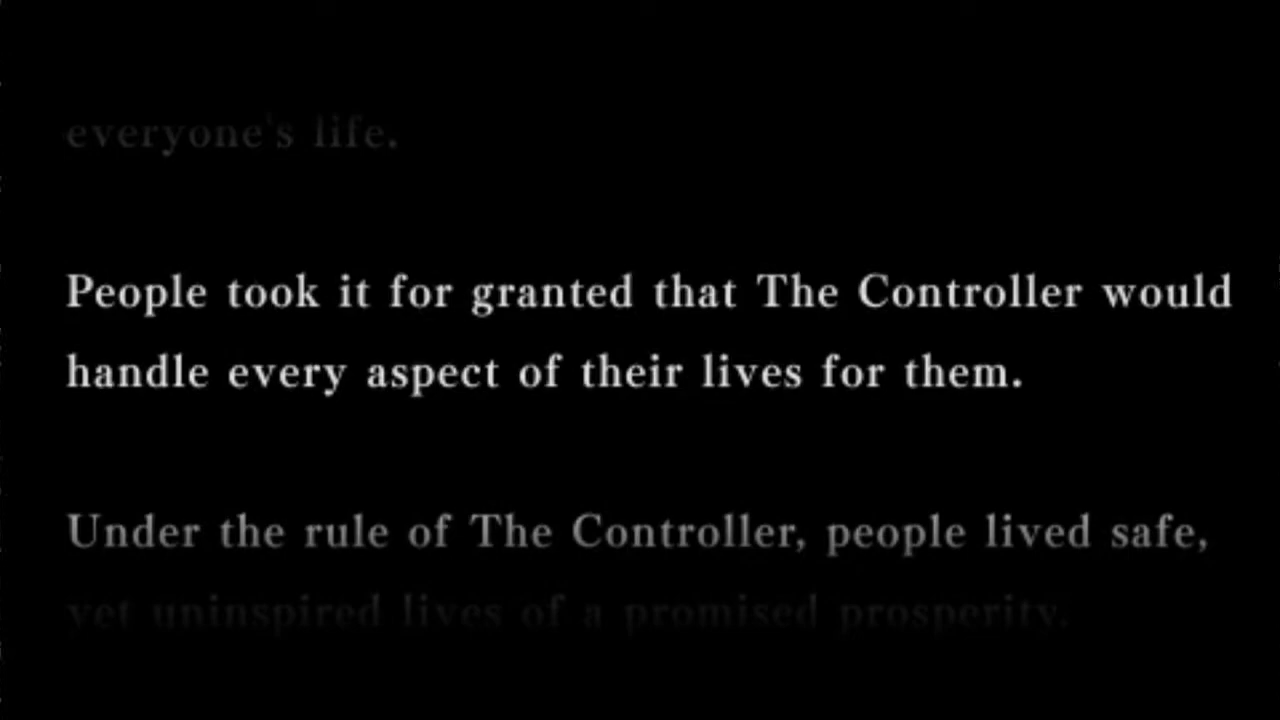 everyone's life.
People took it for granted that The Controller would
handle every aspect of their lives for them.
Under the rule of The Controller, people lived safe,
yet uninspired lives of a promised prosperity.